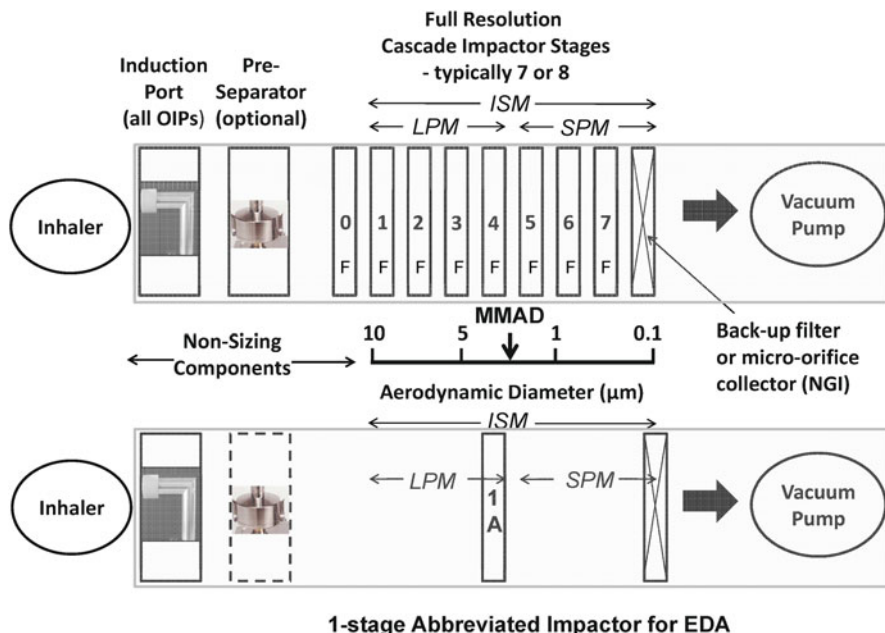 Full Resolution
Cascade Impactor Stages
- typically 7 or 8
Induction
Port
(all OIPs)
Pre-
Separator
(optional)
ISM
LPM
SPM
Inhaler
0
F
1
F
2
F
3
F
4
F
5
F
6
F
7
F
Vacuum
Pump
MMAD
10
5
1
0.1
Non-Sizing
Components
Back-up filter
or micro-orifice
collector (NGI)
Aerodynamic Diameter (µm)
ISM
Inhaler
LPM
1
A
SPM
Vacuum
Pump
1-stage Abbreviated Impactor for EDA